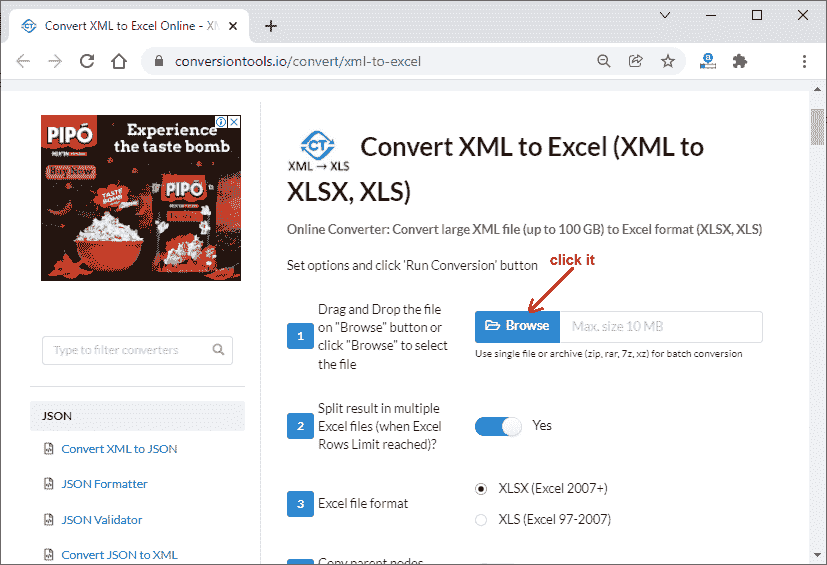 Convert XML to Excel Online - XM
conversiontools.io/convert/xml-to-excel
PIPŌ
Buy Now
Experience
the taste bomb
TASTE
BOMB
PIPŌ
CT
XML → XLS
Convert XML to Excel (XML to
XLSX, XLS)
Online Converter: Convert large XML file (up to 100 GB) to Excel format (XLSX, XLS)
Set options and click 'Run Conversion' button
click it
1
Drag and Drop the file
on "Browse" button or
click "Browse" to select
the file
Browse
Max. size 10 MB
Use single file or archive (zip, rar, 7z, xz) for batch conversion
2
Split result in multiple
Excel files (when Excel
Rows Limit reached)?
Yes
3
Excel file format
XLSX (Excel 2007+)
XLS (Excel 97-2007)
Copy parent nodes
Type to filter converters
JSON
Convert XML to JSON
JSON Formatter
JSON Validator
Convert JSON to XML